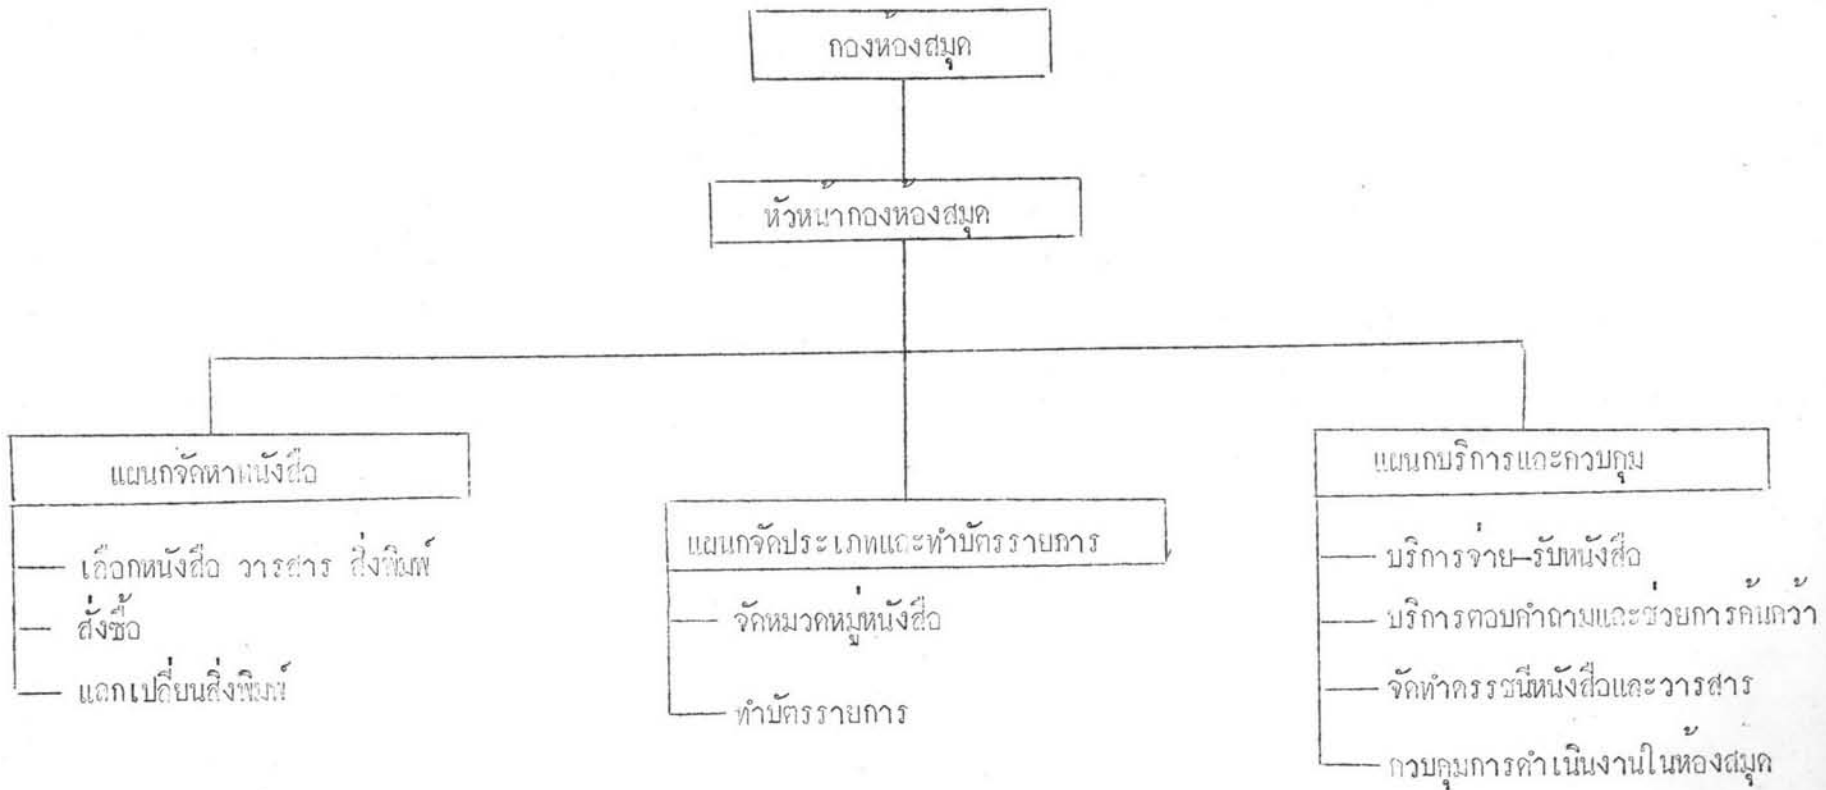 กองห้องสมุด
หัวหน้ากองห้องสมุด
แผนกจัดหาหนังสือ
เลือกหนังสือ วารสาร สิ่งพิมพ์
สั่งซื้อ
แลกเปลี่ยนสิ่งพิมพ์
แผนกจัดประเภทและทำบัตรรายการ
จัดหมวดหมู่หนังสือ
ทำบัตรรายการ
แผนกบริการและควบคุม
บริการจ่าย-รับหนังสือ
บริการตอบคำถามและช่วยการค้นคว้า
จัดทำดรรชนีหนังสือและวารสาร
ควบคุมการดำเนินงานในห้องสมุด